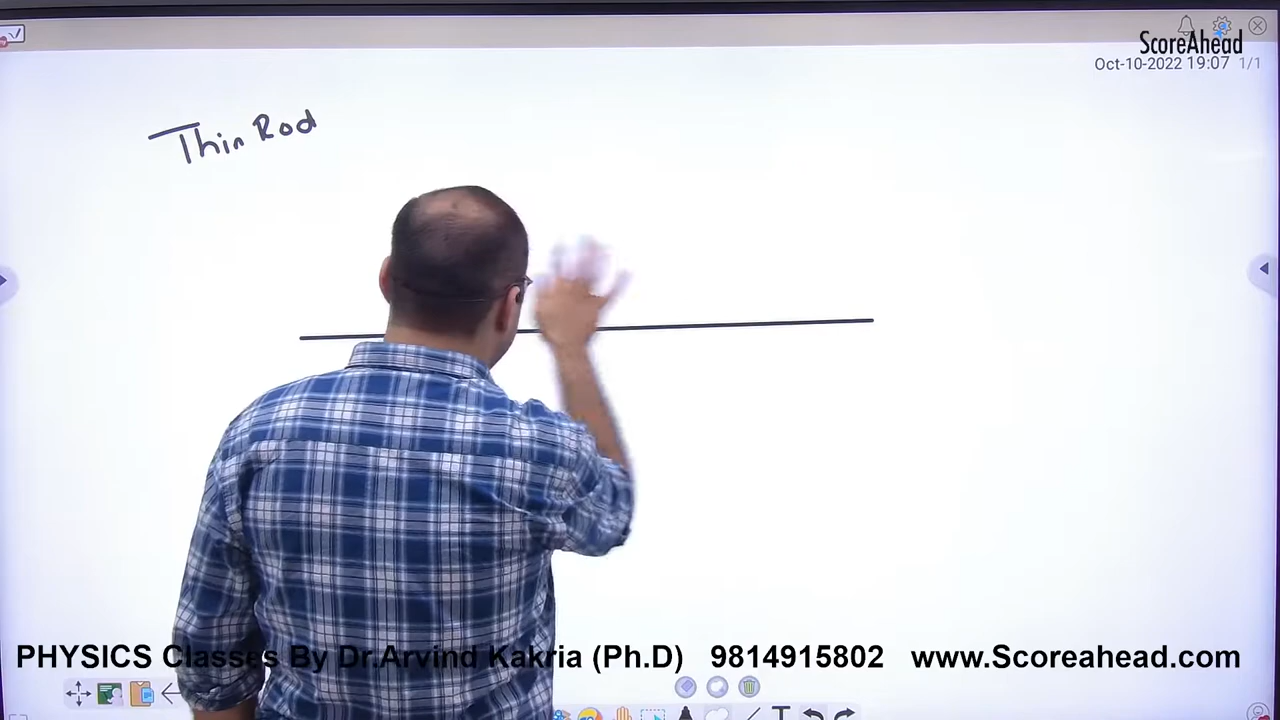 ScoreAhead
Oct-10-2022 19:07 1/1
Thin Rod
PHYSICS Classes By Dr.Arvind Kakria (Ph.D) 9814915802 www.Scoreahead.com